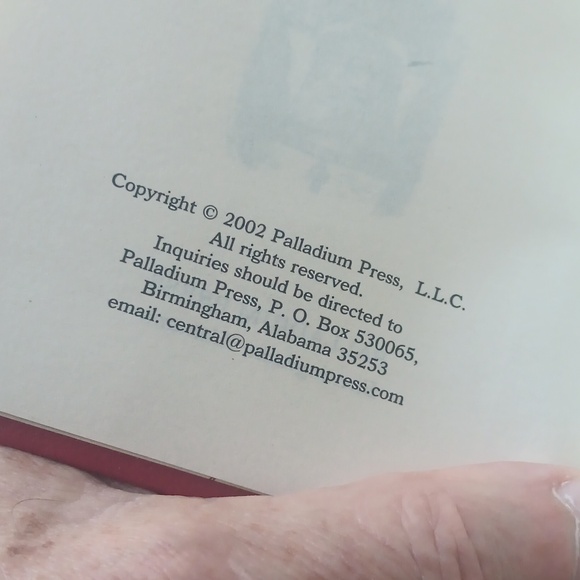 Copyright © 2002 Palladium Press, L.L.C.
All rights reserved.
Inquiries should be directed to
Palladium Press, P. O. Box 530065,
Birmingham, Alabama 35253
email: central@palladiumpress.com